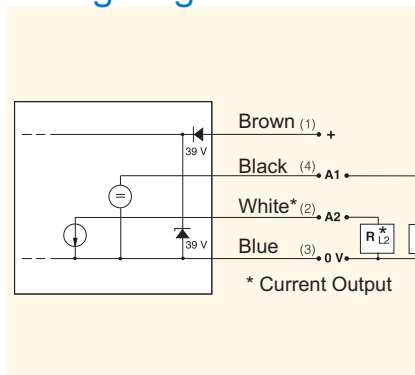 Brown (1) +
39 V
Black (4) A1
=
White* (2) A2
R * L2
39 V
Blue (3) 0 V
* Current Output